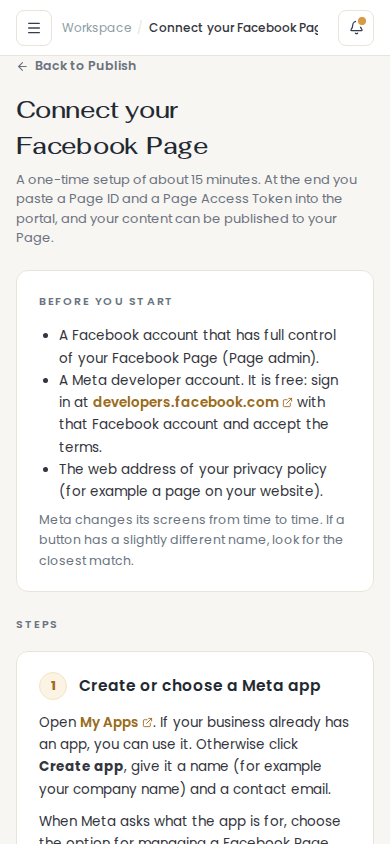 Workspace / Connect your Facebook Pag
← Back to Publish
Connect your
Facebook Page
A one-time setup of about 15 minutes. At the end you
paste a Page ID and a Page Access Token into the
portal, and your content can be published to your
Page.
BEFORE YOU START
• A Facebook account that has full control
of your Facebook Page (Page admin).
• A Meta developer account. It is free: sign
in at developers.facebook.com with
that Facebook account and accept the
terms.
• The web address of your privacy policy
(for example a page on your website).
Meta changes its screens from time to time. If a
button has a slightly different name, look for the
closest match.
STEPS
1 Create or choose a Meta app
Open My Apps. If your business already has
an app, you can use it. Otherwise click
Create app, give it a name (for example
your company name) and a contact email.
When Meta asks what the app is for, choose
the option for managing a Facebook Page